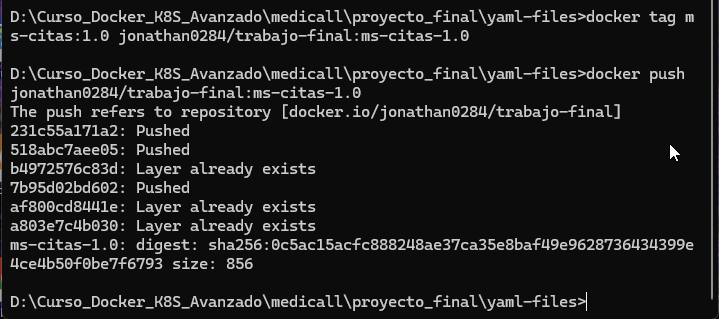 D:\Curso_Docker_K8S_Avanzado\medicall\proyecto_final\yaml-files>docker tag m
s-citas:1.0 jonathan0284/trabajo-final:ms-citas-1.0
D:\Curso_Docker_K8S_Avanzado\medicall\proyecto_final\yaml-files>docker push
jonathan0284/trabajo-final:ms-citas-1.0
The push refers to repository [docker.io/jonathan0284/trabajo-final]
231c55a171a2: Pushed
518abc7aee05: Pushed
b4972576c83d: Layer already exists
7b95d02bd602: Pushed
af800cd8441e: Layer already exists
a803e7c4b030: Layer already exists
ms-citas-1.0: digest: sha256:0c5ac15acfc888248ae37ca35e8baf49e9628736434399e
4ce4b50f0be7f6793 size: 856
D:\Curso_Docker_K8S_Avanzado\medicall\proyecto_final\yaml-files>